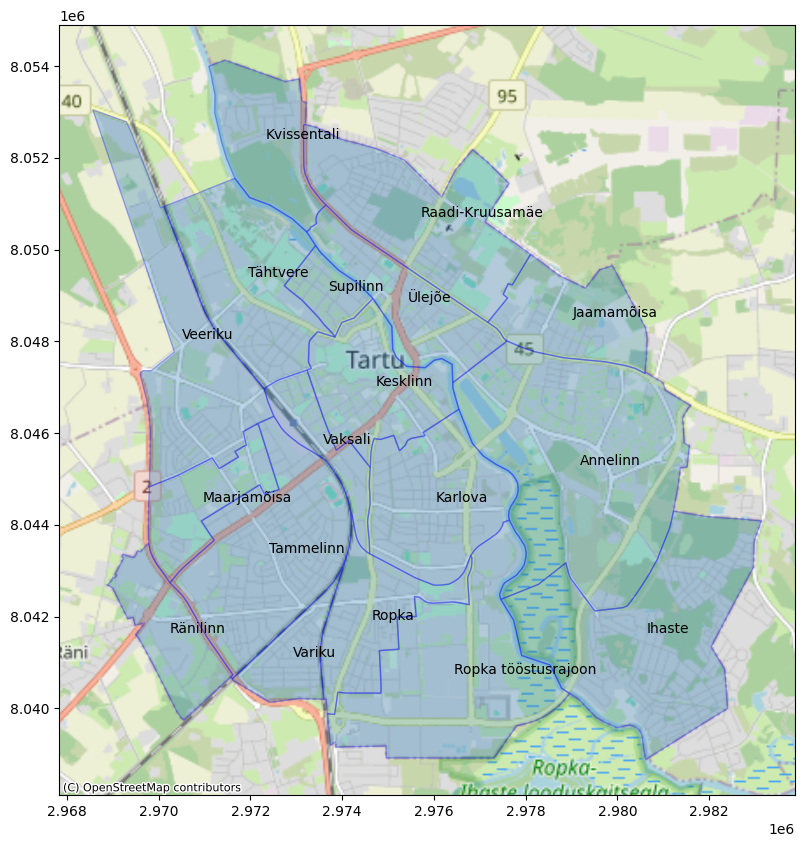 1e6
8.054
8.052
8.050
8.048
8.046
8.044
8.042
8.040
40
95
Kvissentali
Raadi-Kruusamäe
Tähtvere
Supilinn
Ülejõe
Jaamamõisa
Veeriku
45
Tartu
Kesklinn
Vaksali
Annelinn
2
Maarjamõisa
Karlova
Tammelinn
Ropka
Ränilinn
Ihaste
Räni
Variku
Ropka tööstusrajoon
Ropka-
Ihaste looduskaitseala
(C) OpenStreetMap contributors
2.968 2.970 2.972 2.974 2.976 2.978 2.980 2.982
1e6